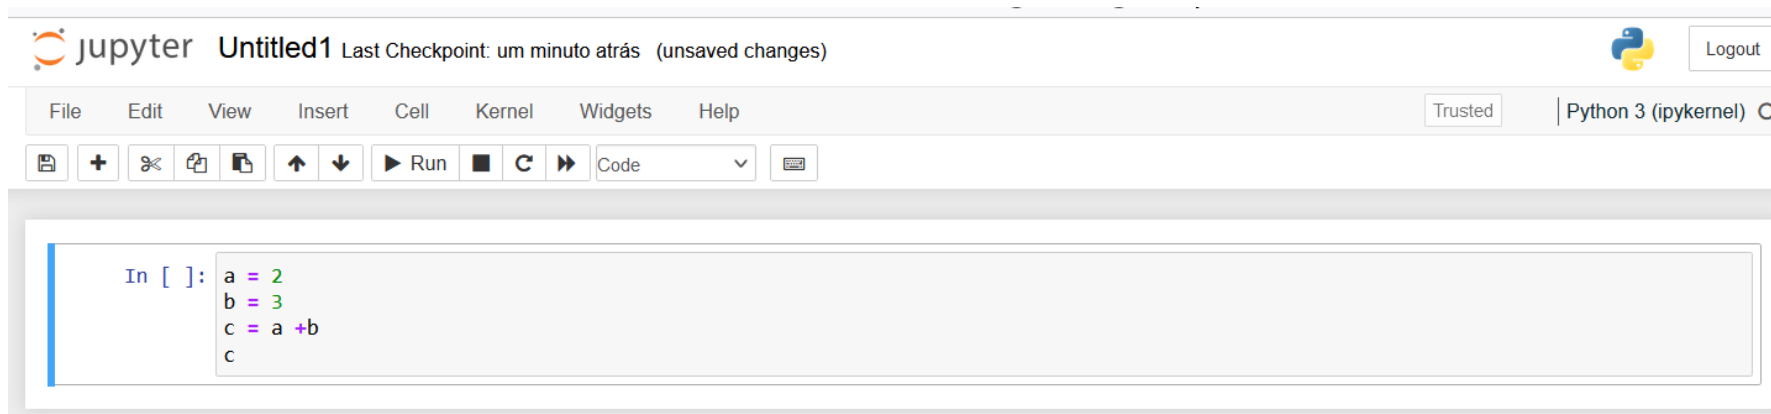 jupyter Untitled1 Last Checkpoint: um minuto atrás (unsaved changes)
Logout
File Edit View Insert Cell Kernel Widgets Help
Trusted
Python 3 (ipykernel)
Run
Code
In [ ]:
a = 2
b = 3
c = a +b
c